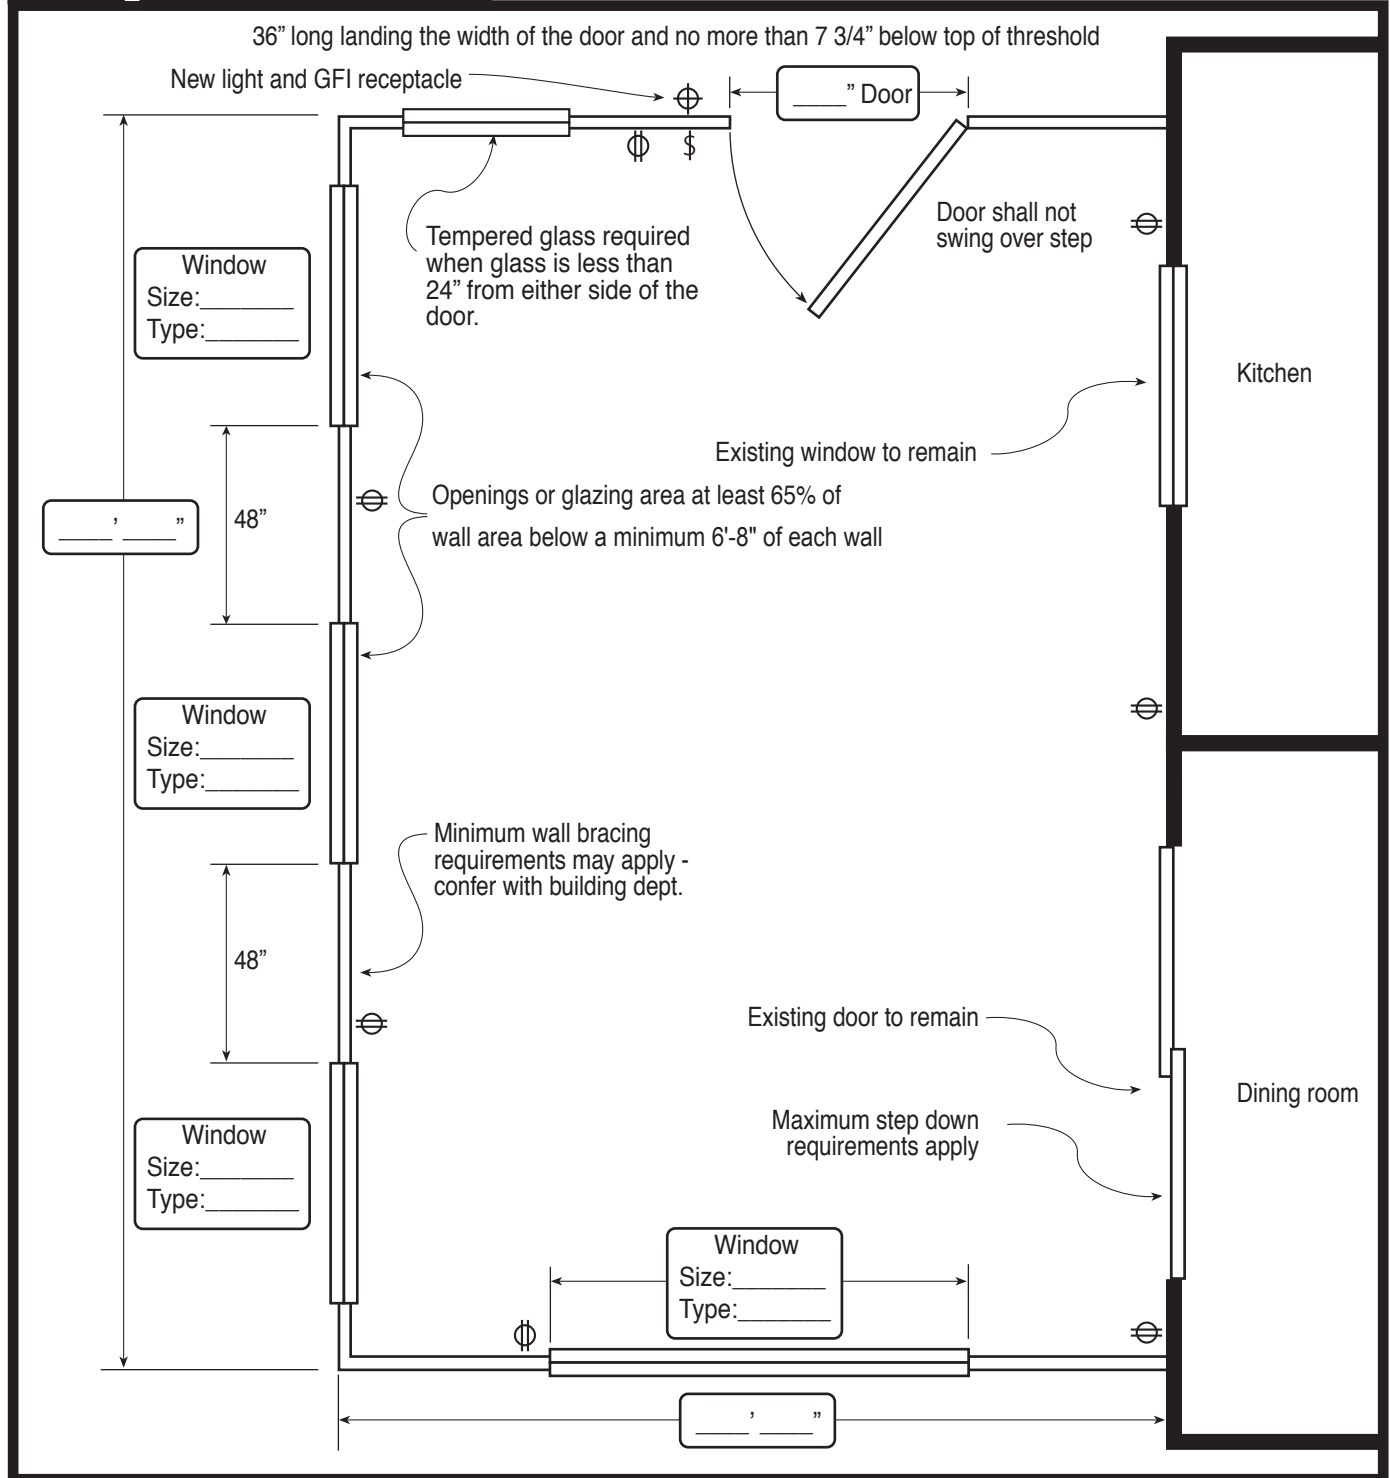 36” long landing the width of the door and no more than 7 3/4” below top of threshold
New light and GFI receptacle
____” Door
$
Door shall not
swing over step
Tempered glass required
when glass is less than
24” from either side of the
door.
Window
Size:_______
Type:_______
Kitchen
Existing window to remain
Openings or glazing area at least 65% of
wall area below a minimum 6'-8" of each wall
48”
____’ ____”
Window
Size:_______
Type:_______
Minimum wall bracing
requirements may apply -
confer with building dept.
48”
Existing door to remain
Dining room
Maximum step down
requirements apply
Window
Size:_______
Type:_______
Window
Size:_______
Type:_______
____’ ____”